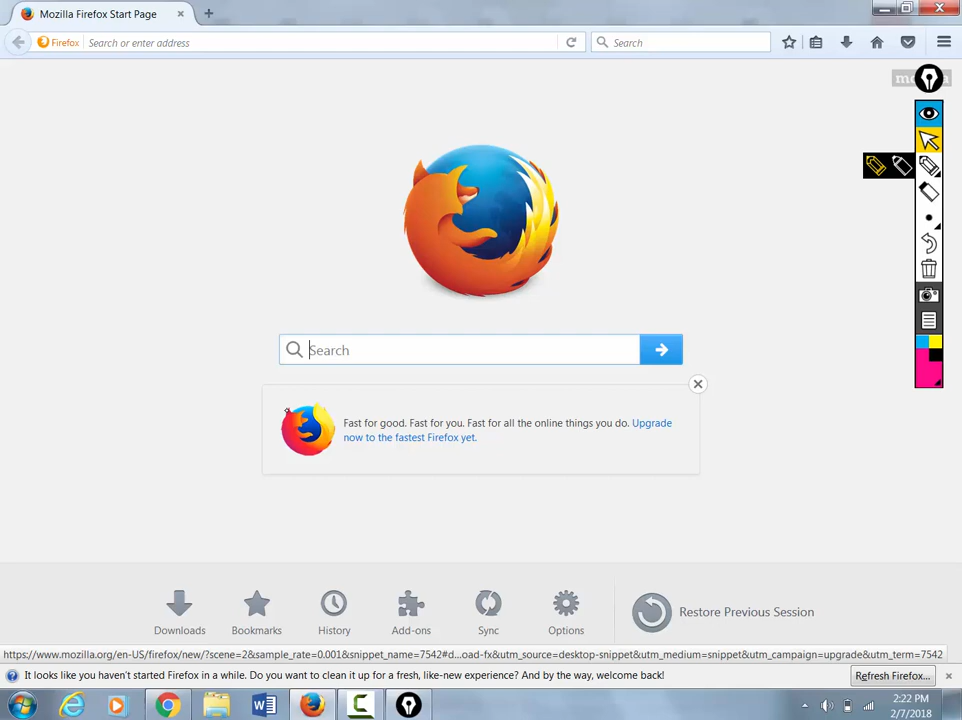 Mozilla Firefox Start Page
Firefox
Search or enter address
Search
Search
Fast for good. Fast for you. Fast for all the online things you do. Upgrade
now to the fastest Firefox yet.
Downloads
Bookmarks
History
Add-ons
Sync
Options
Restore Previous Session
https://www.mozilla.org/en-US/firefox/new/?scene=2&sample_rate=0.001&snippet_name=7542#d...oad-fx&utm_source=desktop-snippet&utm_medium=snippet&utm_campaign=upgrade&utm_term=7542
It looks like you haven't started Firefox in a while. Do you want to clean it up for a fresh, like-new experience? And by the way, welcome back!
Refresh Firefox...
2:22 PM
2/7/2018